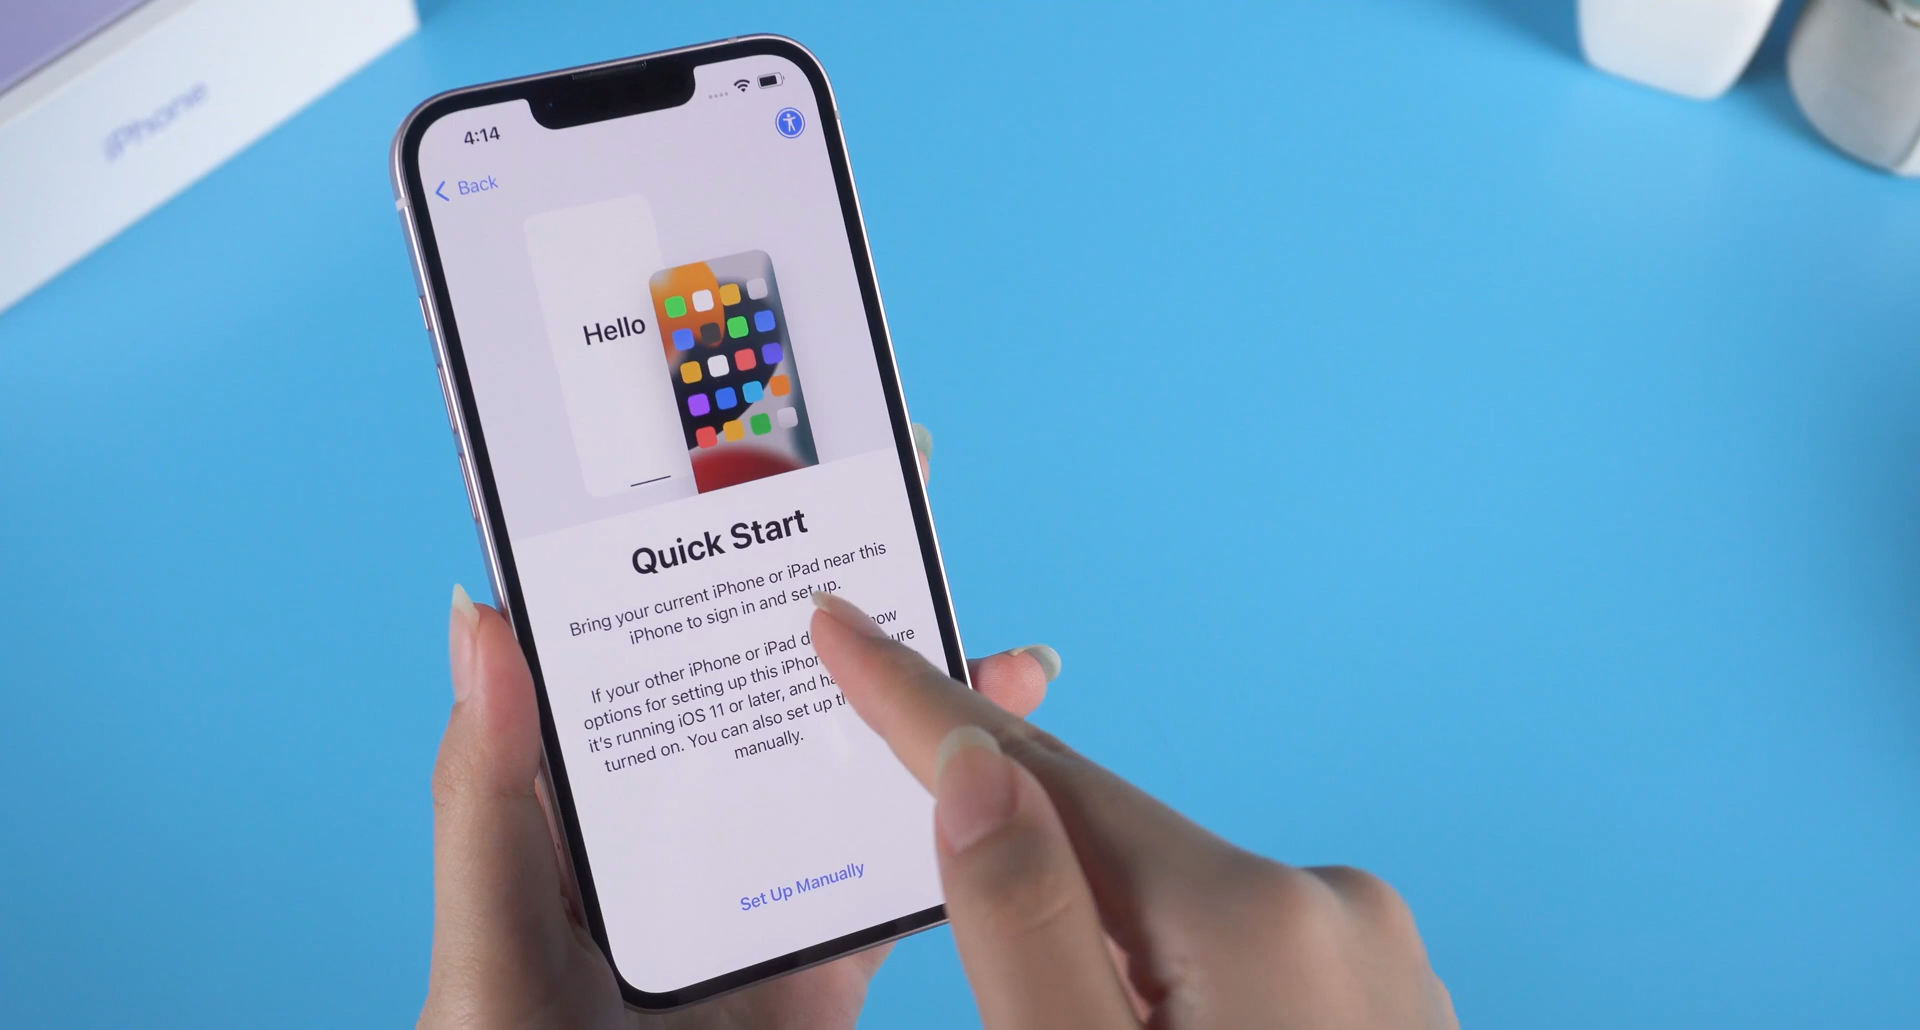 iPhone
4:14
Back
Hello
Quick Start
Bring your current iPhone or iPad near this
iPhone to sign in and set up.
If your other iPhone or iPad
options for setting up this
it's running iOS 11 or later, and
turned on. You can also set up
manually.
Set Up Manually